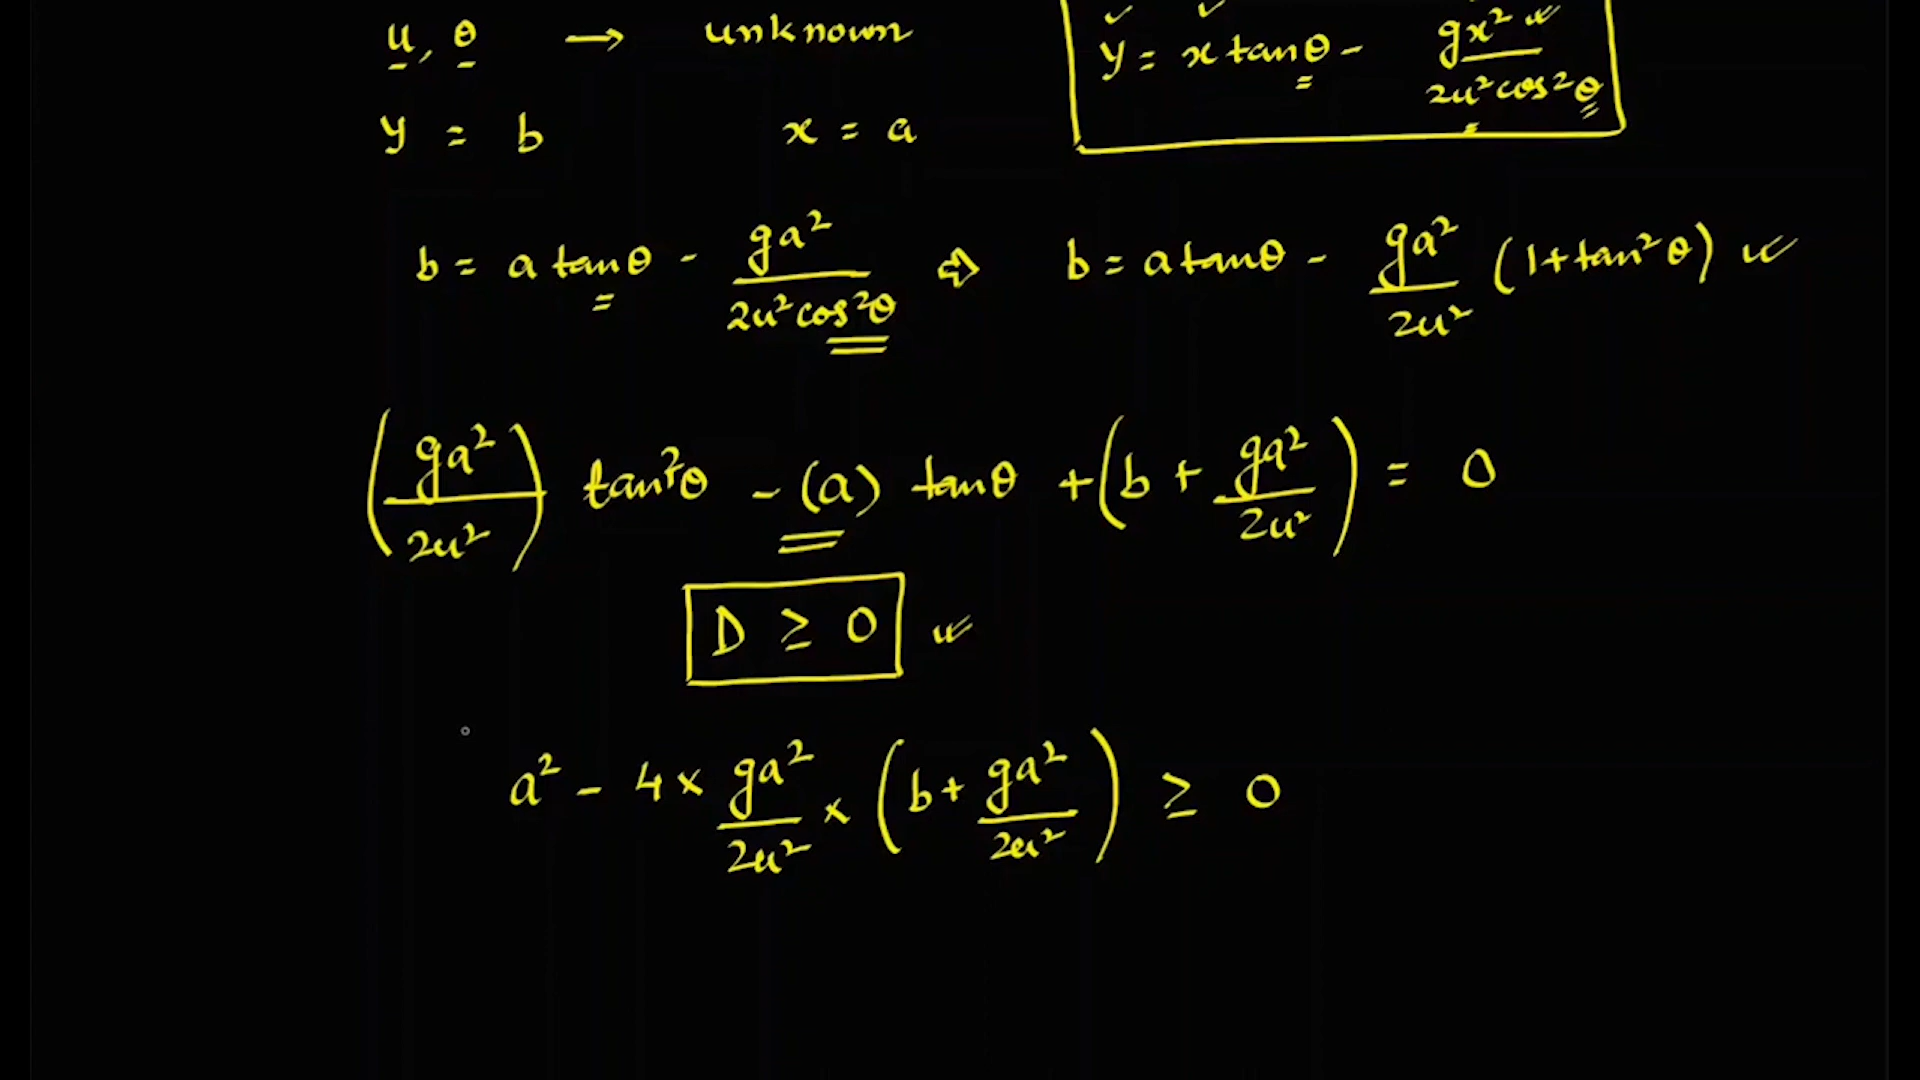 u, θ → unknown
y = x tanθ - gx² / 2u²cos²θ
y = b x = a
b = a tanθ - ga² / 2u²cos²θ ⇨ b = a tanθ - ga² / 2u² (1 + tan²θ)
(ga² / 2u²) tan²θ - (a) tanθ + (b + ga² / 2u²) = 0
D ≥ 0
a² - 4 × ga² / 2u² × (b + ga² / 2u²) ≥ 0